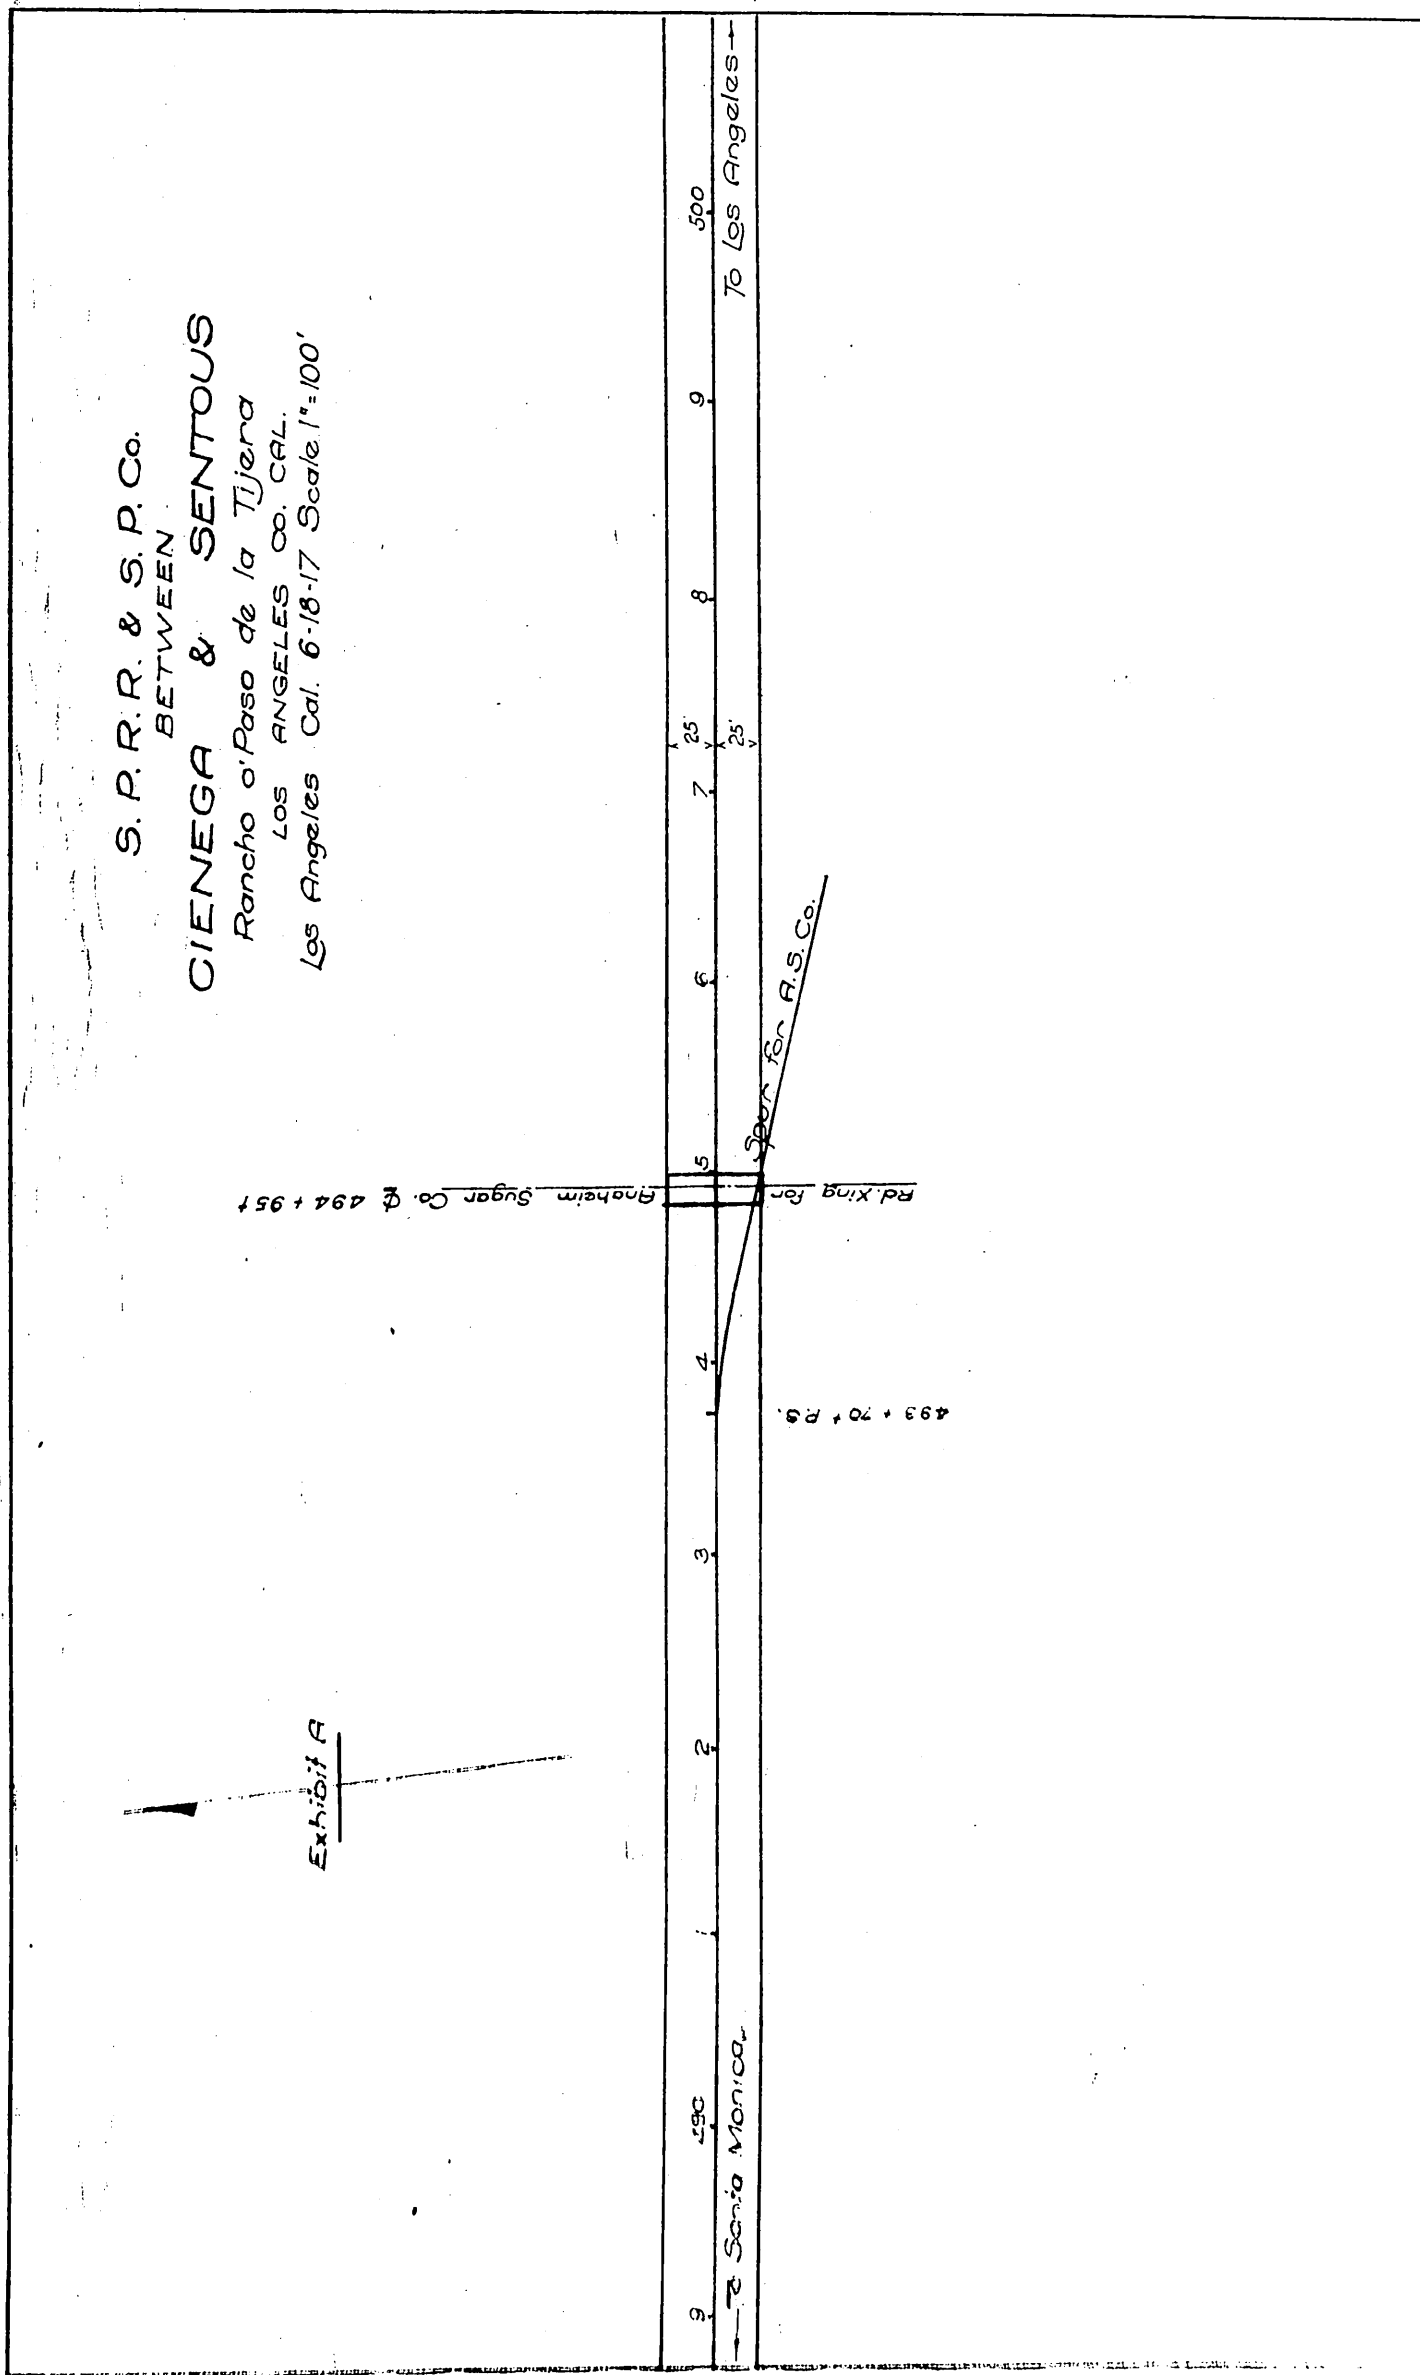 S. P. R. R. & S. P. Co.
BETWEEN
CIENEGA & SENTOUS
Rancho o'Paso de la Tijera
LOS ANGELES CO. CAL.
Los Angeles Cal. 6-18-17 Scale 1"=100'
Exhibit A
9
490
1
2
3
4
5
6
7
8
9
500
25'
25'
To Santa Monica
To Los Angeles
Rd. Xing for Anaheim Sugar Co. ℄ 494 + 95±
Spur for A.S. Co.
493 + 70± P.S.